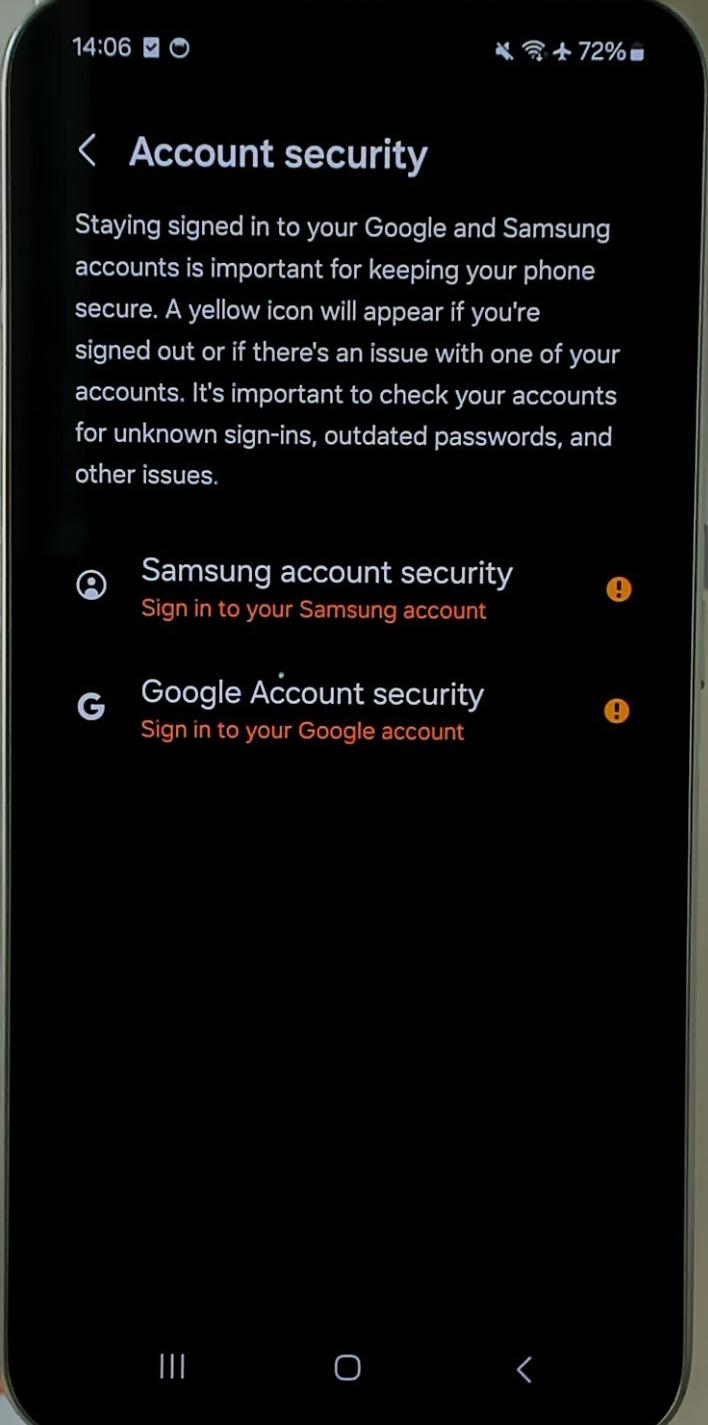 14:06
72%
Account security
Staying signed in to your Google and Samsung
accounts is important for keeping your phone
secure. A yellow icon will appear if you're
signed out or if there's an issue with one of your
accounts. It's important to check your accounts
for unknown sign-ins, outdated passwords, and
other issues.
Samsung account security
Sign in to your Samsung account
G
Google Account security
Sign in to your Google account